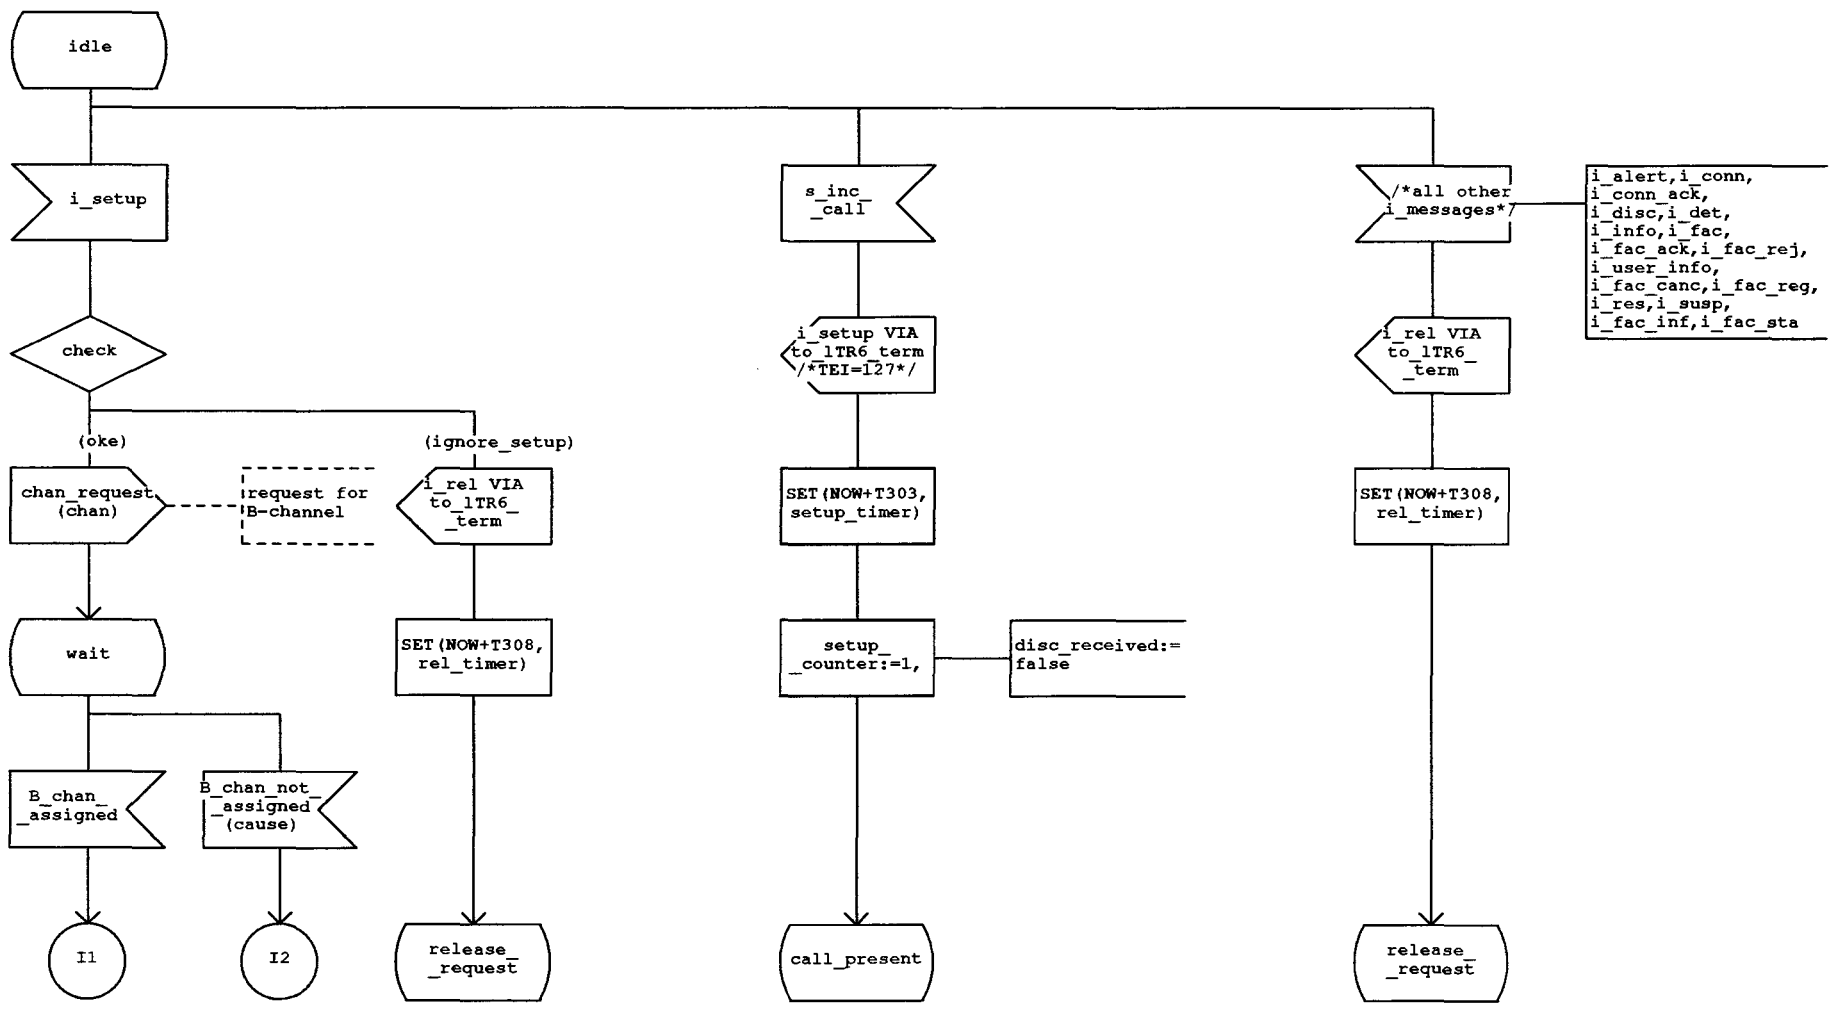 idle
i_setup
s_inc_
_call
/*all other
i_messages*/
i_alert,i_conn,
i_conn_ack,
i_disc,i_det,
i_info,i_fac,
i_fac_ack,i_fac_rej,
i_user_info,
i_fac_canc,i_fac_reg,
i_res,i_susp,
i_fac_inf,i_fac_sta
check
i_setup VIA
to_1TR6_term
/*TEI=127*/
i_rel VIA
to_1TR6_
_term
(oke)
(ignore_setup)
chan_request
(chan)
request for
B-channel
i_rel VIA
to_1TR6_
_term
SET(NOW+T303,
setup_timer)
SET(NOW+T308,
rel_timer)
wait
SET(NOW+T308,
rel_timer)
setup_
_counter:=1,
disc_received:=
false
B_chan_
_assigned
B_chan_not_
_assigned
(cause)
I1
I2
release_
_request
call_present
release_
_request